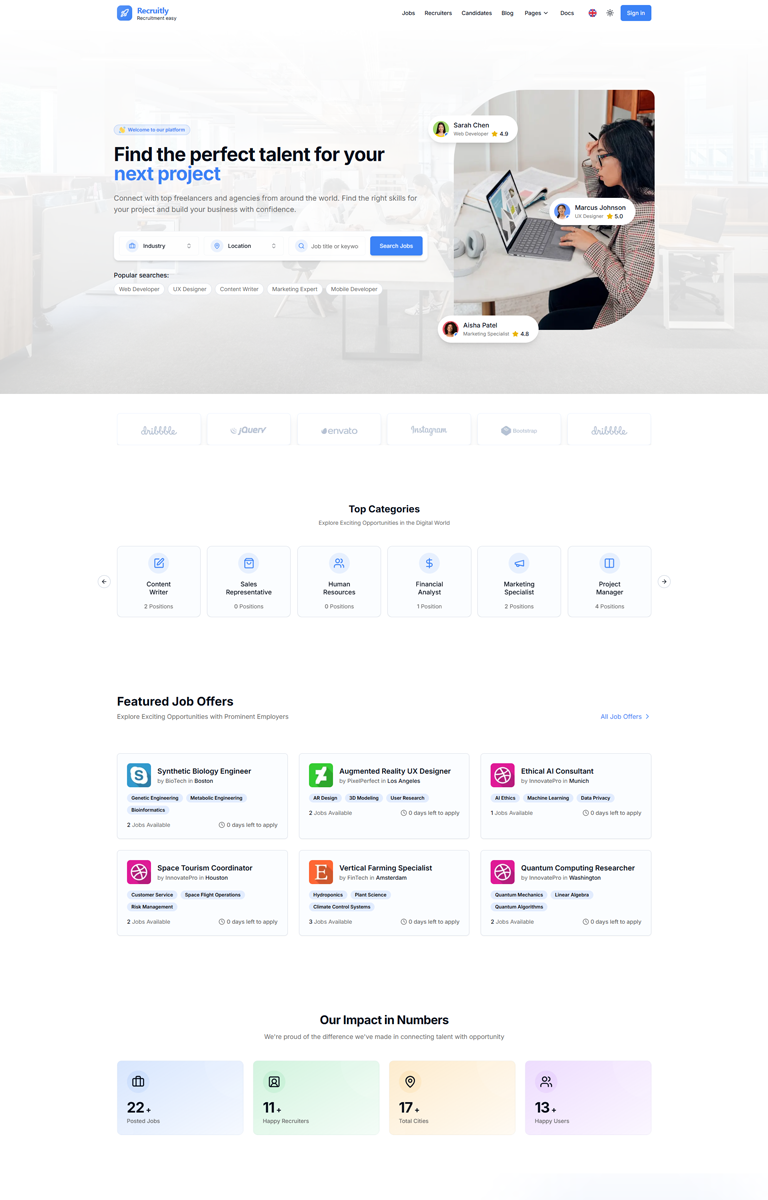 Recruitly
Recruitment easy
Jobs
Recruiters
Candidates
Blog
Pages
Docs
Sign in
Welcome to our platform
Find the perfect talent for your
next project
Connect with top freelancers and agencies from around the world. Find the right skills for
your project and build your business with confidence.
Industry
Location
Job title or keywo
Search Jobs
Popular searches:
Web Developer
UX Designer
Content Writer
Marketing Expert
Mobile Developer
Sarah Chen
Web Developer 4.9
Marcus Johnson
UX Designer 5.0
Aisha Patel
Marketing Specialist 4.8
dribbble
jQuery
envato
Instagram
Bootstrap
dribbble
Top Categories
Explore Exciting Opportunities in the Digital World
Content
Writer
2 Positions
Sales
Representative
0 Positions
Human
Resources
0 Positions
Financial
Analyst
1 Position
Marketing
Specialist
2 Positions
Project
Manager
4 Positions
Featured Job Offers
Explore Exciting Opportunities with Prominent Employers
All Job Offers
Synthetic Biology Engineer
by BioTech in Boston
Genetic Engineering
Metabolic Engineering
Bioinformatics
2 Jobs Available
0 days left to apply
Augmented Reality UX Designer
by PixelPerfect in Los Angeles
AR Design
3D Modeling
User Research
2 Jobs Available
0 days left to apply
Ethical AI Consultant
by InnovatePro in Munich
AI Ethics
Machine Learning
Data Privacy
1 Jobs Available
0 days left to apply
Space Tourism Coordinator
by InnovatePro in Houston
Customer Service
Space Flight Operations
Risk Management
2 Jobs Available
0 days left to apply
Vertical Farming Specialist
by FinTech in Amsterdam
Hydroponics
Plant Science
Climate Control Systems
3 Jobs Available
0 days left to apply
Quantum Computing Researcher
by InnovatePro in Washington
Quantum Mechanics
Linear Algebra
Quantum Algorithms
2 Jobs Available
0 days left to apply
Our Impact in Numbers
We're proud of the difference we've made in connecting talent with opportunity
22 +
Posted Jobs
11 +
Happy Recruiters
17 +
Total Cities
13 +
Happy Users